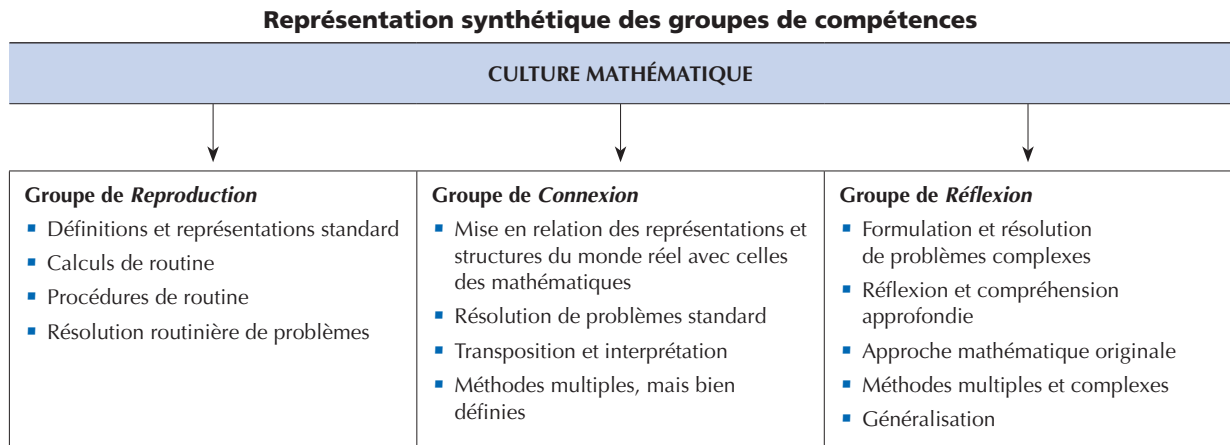 Représentation synthétique des groupes de compétences
CULTURE MATHÉMATIQUE
Groupe de Reproduction
▪ Définitions et représentations standard
▪ Calculs de routine
▪ Procédures de routine
▪ Résolution routinière de problèmes
Groupe de Connexion
▪ Mise en relation des représentations et
structures du monde réel avec celles
des mathématiques
▪ Résolution de problèmes standard
▪ Transposition et interprétation
▪ Méthodes multiples, mais bien
définies
Groupe de Réflexion
▪ Formulation et résolution
de problèmes complexes
▪ Réflexion et compréhension
approfondie
▪ Approche mathématique originale
▪ Méthodes multiples et complexes
▪ Généralisation